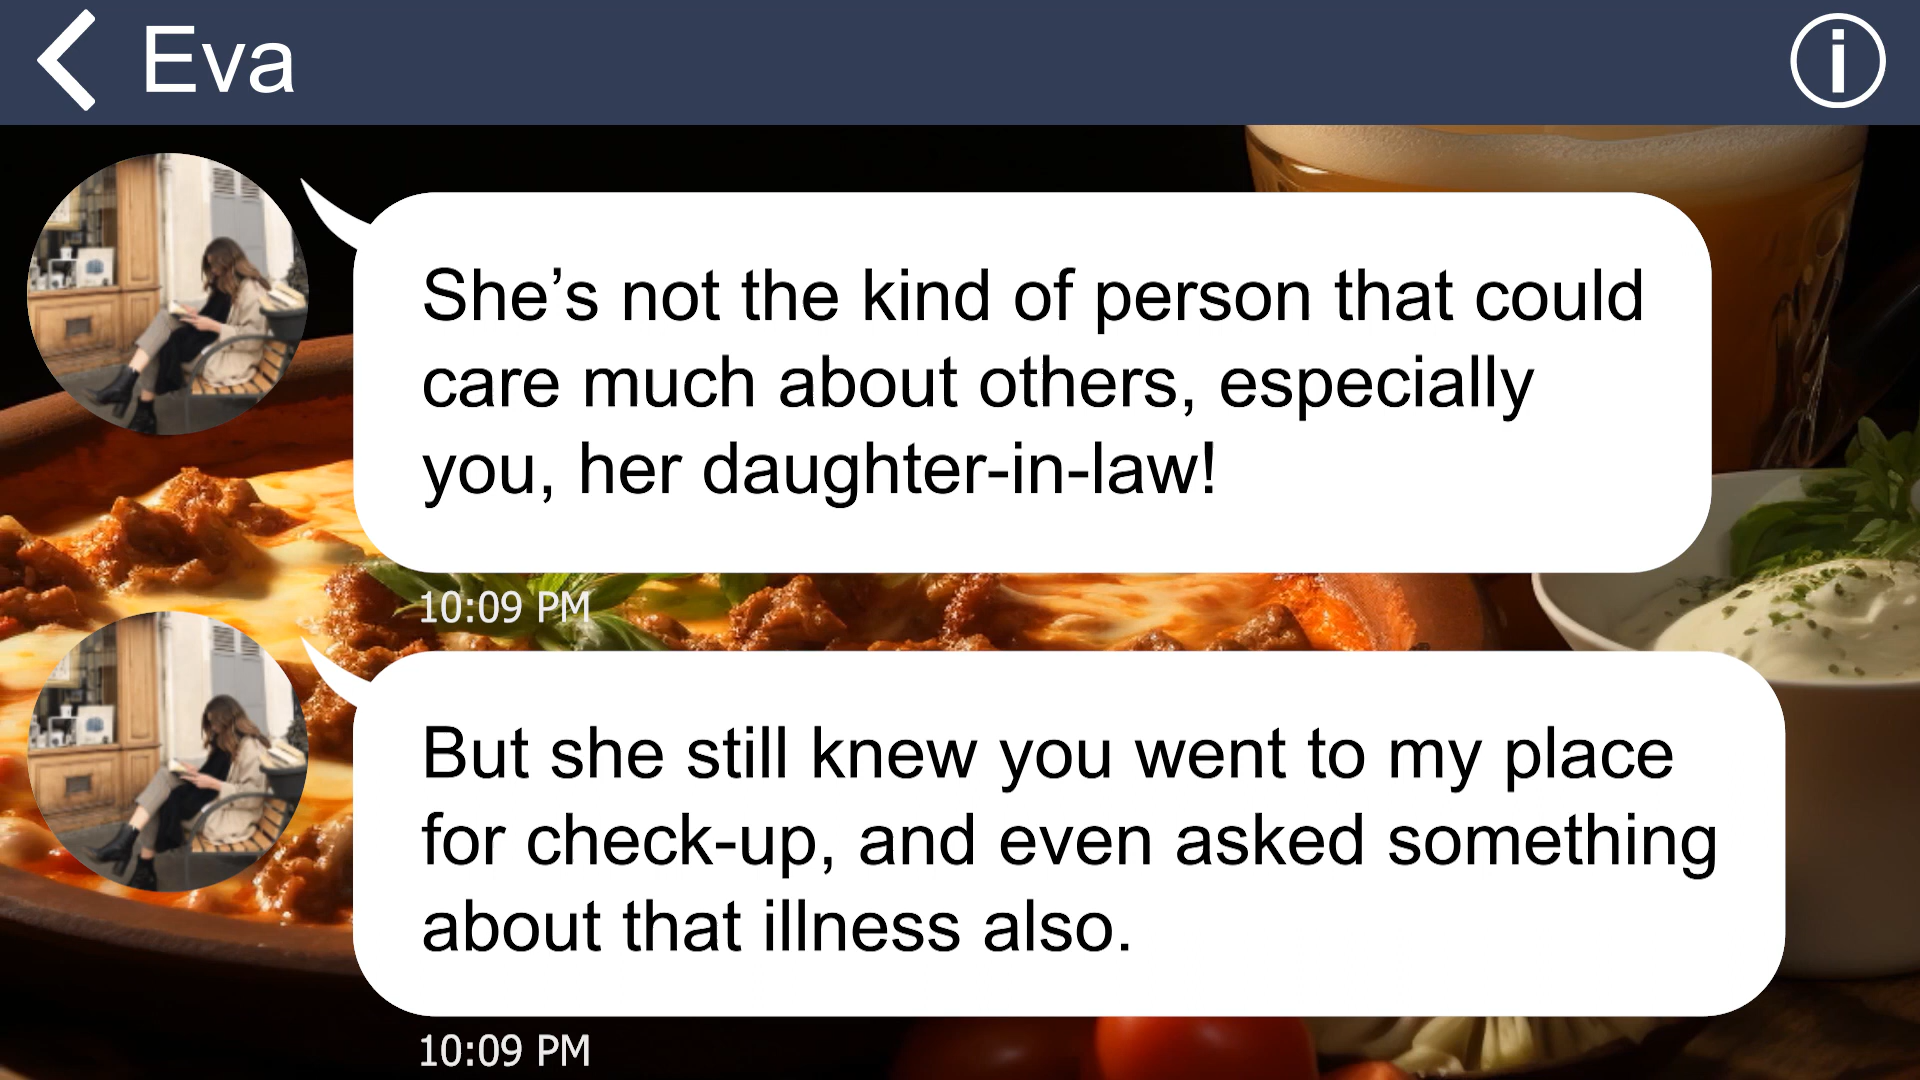 Eva
She’s not the kind of person that could
care much about others, especially
you, her daughter-in-law!
10:09 PM
But she still knew you went to my place
for check-up, and even asked something
about that illness also.
10:09 PM